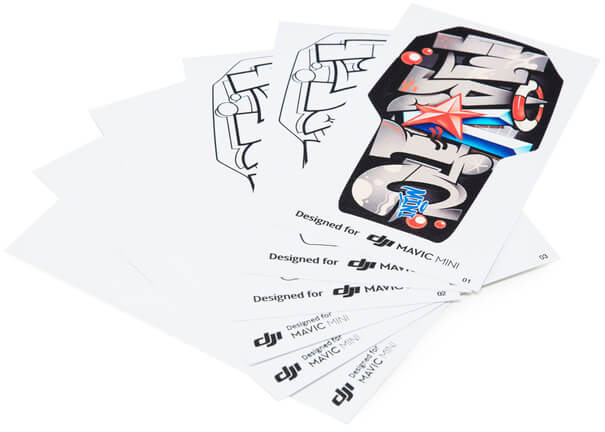 MAVIC
MINI
Designed for dji MAVIC MINI
01
Designed for dji MAVIC
03
Designed for dji MAVI
02
dji Designed for
MAVIC MINI
dji Designed for
MAVIC MINI
dji Designed for
MAVIC MINI